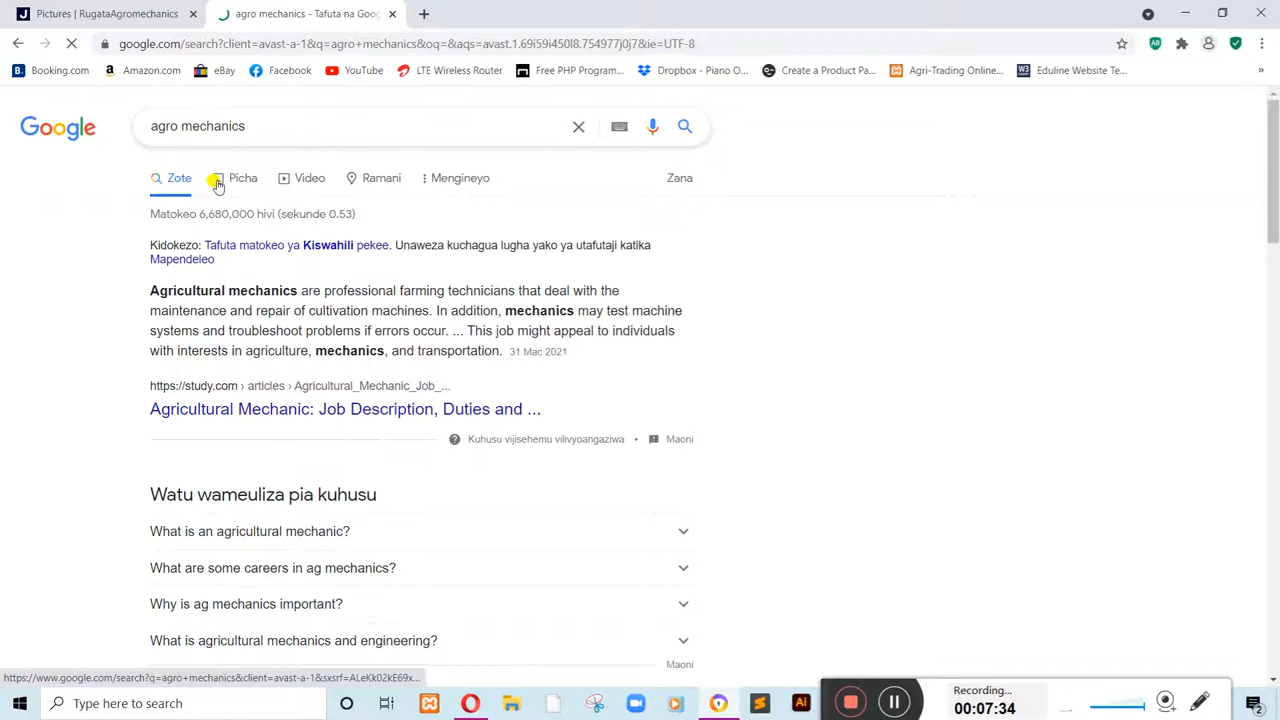 Pictures | RugataAgromechanics
agro mechanics - Tafuta na Goog
google.com/search?client=avast-a-1&q=agro+mechanics&oq=&aqs=avast.1.69i59i450l8.754977j0j7&ie=UTF-8
Booking.com Amazon.com eBay Facebook YouTube LTE Wireless Router Free PHP Program... Dropbox - Piano O... Create a Product Pa... Agri-Trading Online... Eduline Website Te... »
Google
agro mechanics
Zote Picha Video Ramani Mengineyo Zana
Matokeo 6,680,000 hivi (sekunde 0.53)
Kidokezo: Tafuta matokeo ya Kiswahili pekee. Unaweza kuchagua lugha yako ya utafutaji katika
Mapendeleo
Agricultural mechanics are professional farming technicians that deal with the
maintenance and repair of cultivation machines. In addition, mechanics may test machine
systems and troubleshoot problems if errors occur. ... This job might appeal to individuals
with interests in agriculture, mechanics, and transportation. 31 Mac 2021
https://study.com › articles › Agricultural_Mechanic_Job_...
Agricultural Mechanic: Job Description, Duties and ...
Kuhusu vijisehemu vilivyoangaziwa • Maoni
Watu wameuliza pia kuhusu
What is an agricultural mechanic?
What are some careers in ag mechanics?
Why is ag mechanics important?
What is agricultural mechanics and engineering?
Maoni
https://www.google.com/search?q=agro+mechanics&client=avast-a-1&sxsrf=ALeKk02kE69x...
Type here to search
Ai
Recording...
00:07:34
2